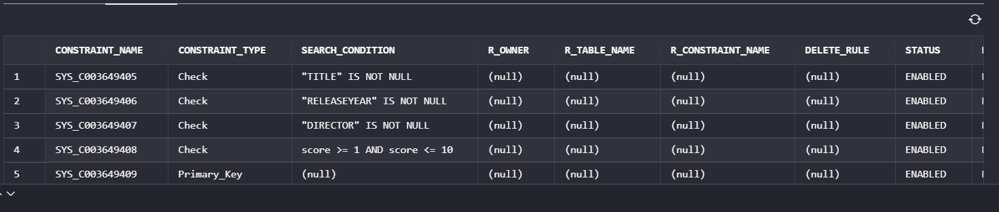 CONSTRAINT_NAME CONSTRAINT_TYPE SEARCH_CONDITION R_OWNER R_TABLE_NAME R_CONSTRAINT_NAME DELETE_RULE STATUS
1 SYS_C003649405 Check "TITLE" IS NOT NULL (null) (null) (null) (null) ENABLED
2 SYS_C003649406 Check "RELEASEYEAR" IS NOT NULL (null) (null) (null) (null) ENABLED
3 SYS_C003649407 Check "DIRECTOR" IS NOT NULL (null) (null) (null) (null) ENABLED
4 SYS_C003649408 Check score >= 1 AND score <= 10 (null) (null) (null) (null) ENABLED
5 SYS_C003649409 Primary_Key (null) (null) (null) (null) (null) ENABLED